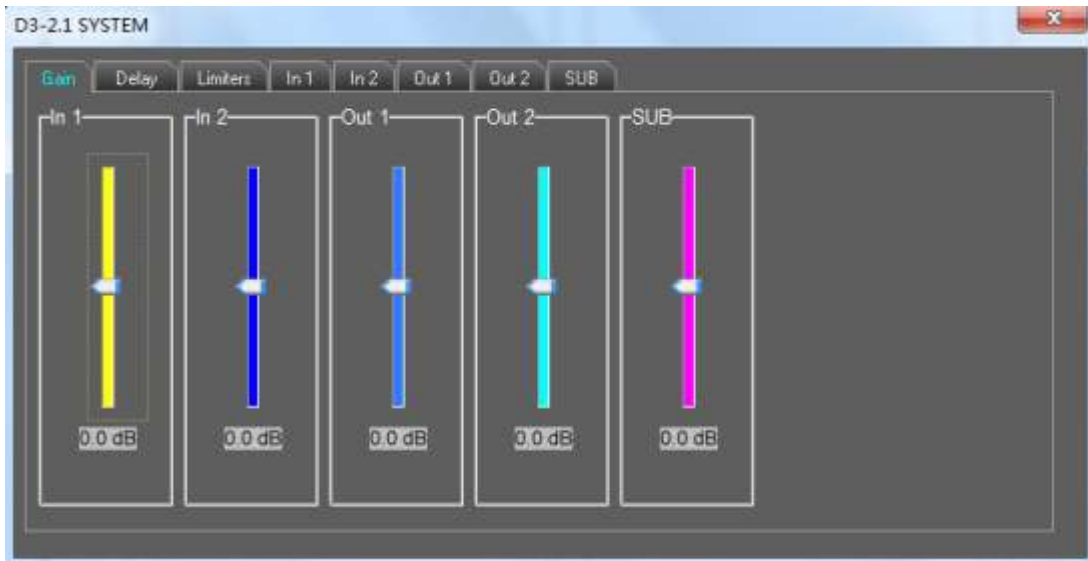 D3-2.1 SYSTEM
Gain Delay Limiters In 1 In 2 Out 1 Out 2 SUB
In 1 In 2 Out 1 Out 2 SUB
0.0 dB 0.0 dB 0.0 dB 0.0 dB 0.0 dB